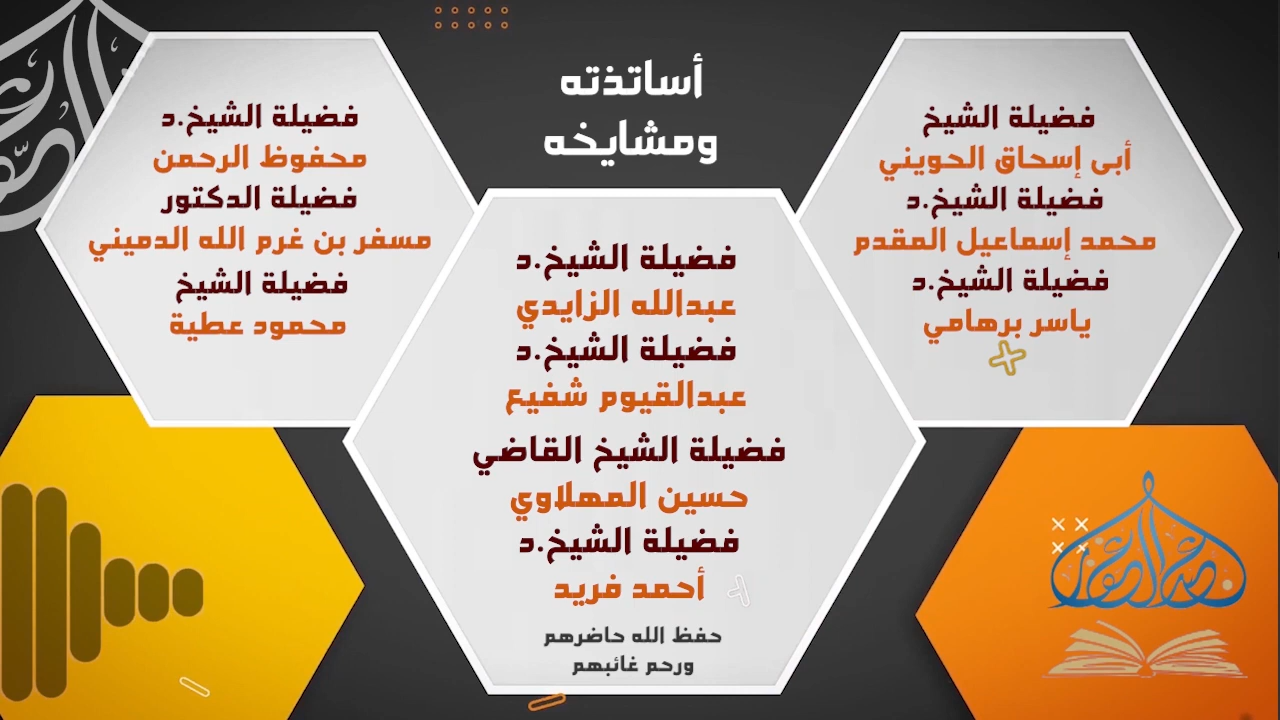 أساتذته
ومشايخه
فضيلة الشيخ
أبى إسحاق الحويني
فضيلة الشيخ.د
محمد إسماعيل المقدم
فضيلة الشيخ.د
ياسر برهامي
فضيلة الشيخ.د
عبدالله الزايدي
فضيلة الشيخ.د
عبدالقيوم شفيع
فضيلة الشيخ القاضي
حسين المهلاوي
فضيلة الشيخ.د
أحمد فريد
حفظ الله حاضرهم
ورحم غائبهم
فضيلة الشيخ.د
محفوظ الرحمن
فضيلة الدكتور
مسفر بن غرم الله الدميني
فضيلة الشيخ
محمود عطية